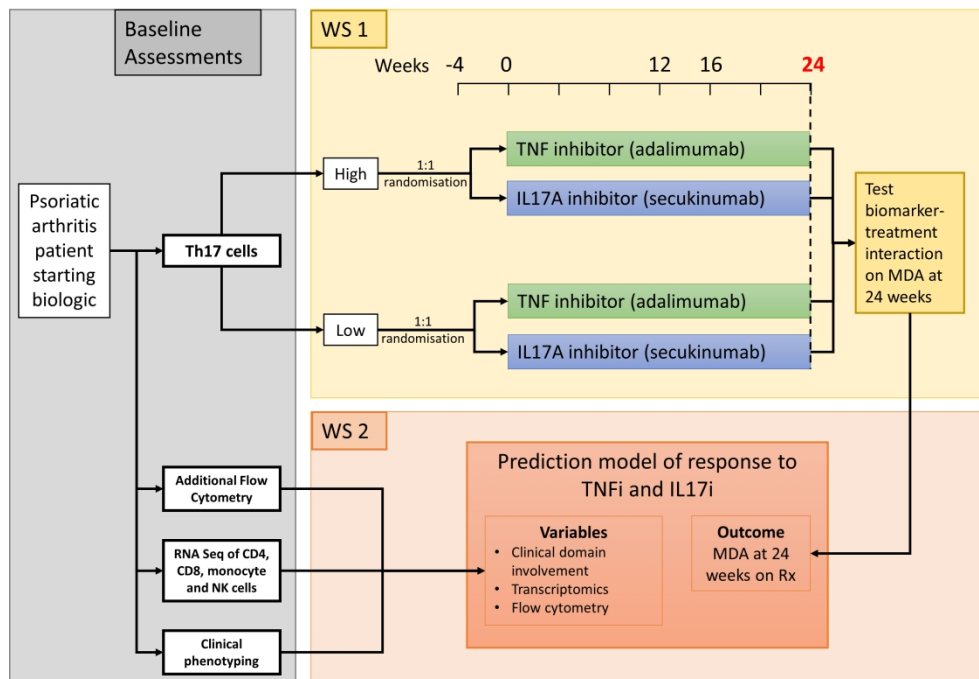 Baseline
Assessments
Psoriatic
arthritis
patient
starting
biologic
Th17 cells
Additional Flow
Cytometry
RNA Seq of CD4,
CD8, monocyte
and NK cells
Clinical
phenotyping
WS 1
Weeks -4 0 12 16 24
High
1:1
randomisation
TNF inhibitor (adalimumab)
IL17A inhibitor (secukinumab)
Low
1:1
randomisation
TNF inhibitor (adalimumab)
IL17A inhibitor (secukinumab)
Test
biomarker-
treatment
interaction
on MDA at
24 weeks
WS 2
Prediction model of response to
TNFi and IL17i
Variables
• Clinical domain
involvement
• Transcriptomics
• Flow cytometry
Outcome
MDA at 24
weeks on Rx